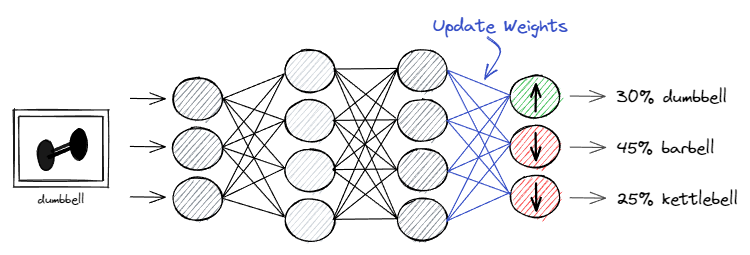 Update Weights
30% dumbbell
45% barbell
25% kettlebell
dumbbell